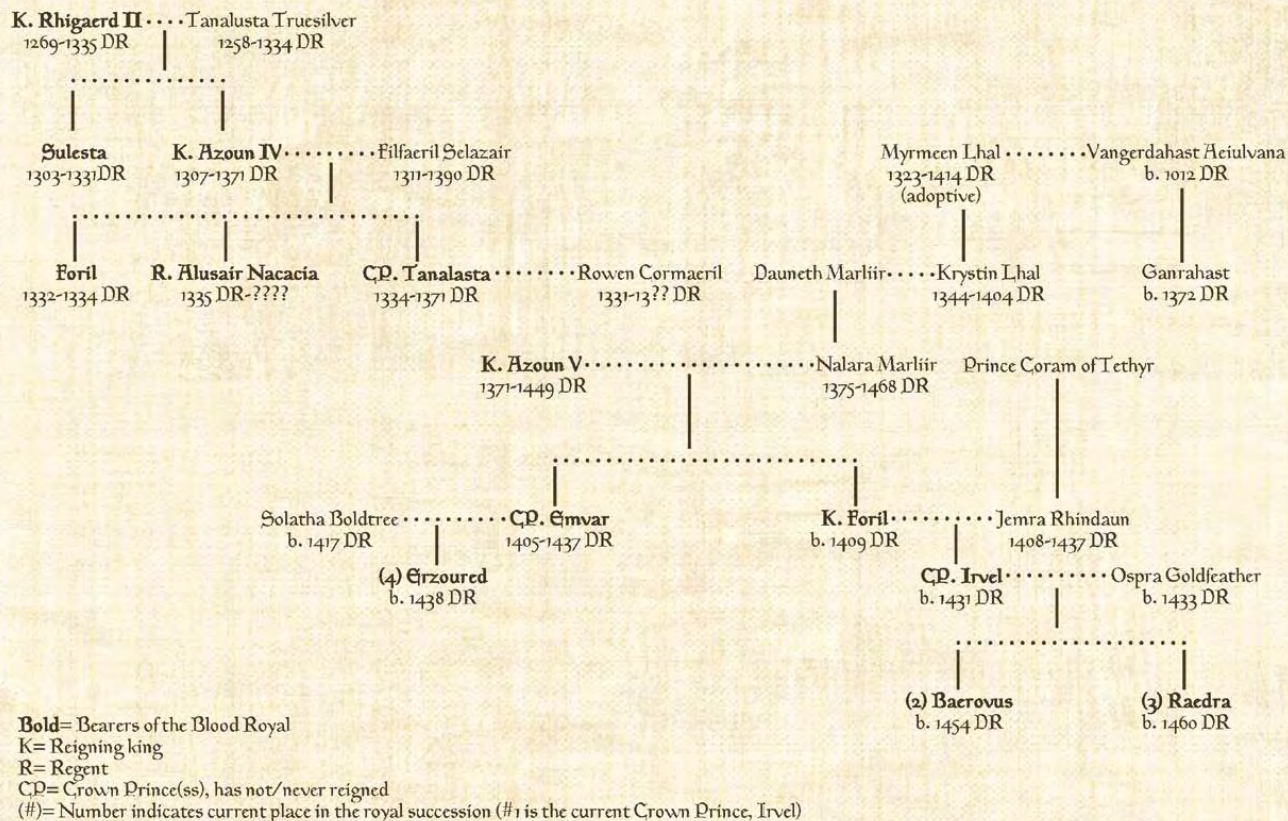 K. Rhigaerd II · · · · Tanalusta Truesilver
1269-1335 DR 1258-1334 DR
Sulesta K. Azoun IV Filfaeril Selazair Myrmeen Lhal Vangerdahast Aeiulvana
1303-1331DR 1307-1371 DR 1311-1390 DR 1323-1414 DR b. 1012 DR
(adoptive)
Foril R. Alusair Nacacia CP. Tanalasta Rowen Cormaeril Dauneth Marliir Krystin Lhal Ganrahast
1332-1334 DR 1335 DR-???? 1334-1371 DR 1331-13?? DR 1344-1404 DR b. 1372 DR
K. Azoun V Nalara Marliir Prince Coram of Tethyr
1371-1449 DR 1375-1468 DR
Solatha Boldtree CP. Emvar K. Foril Jemra Rhindaun
b. 1417 DR 1405-1437 DR b. 1409 DR 1408-1437 DR
(4) Erzoured CP. Irvel Ospra Goldfeather
b. 1438 DR b. 1431 DR b. 1433 DR
(2) Baerovus (3) Raedra
b. 1454 DR b. 1460 DR
Bold= Bearers of the Blood Royal
K= Reigning king
R= Regent
CP= Crown Prince(ss), has not/never reigned
(#)= Number indicates current place in the royal succession (#1 is the current Crown Prince, Irvel)